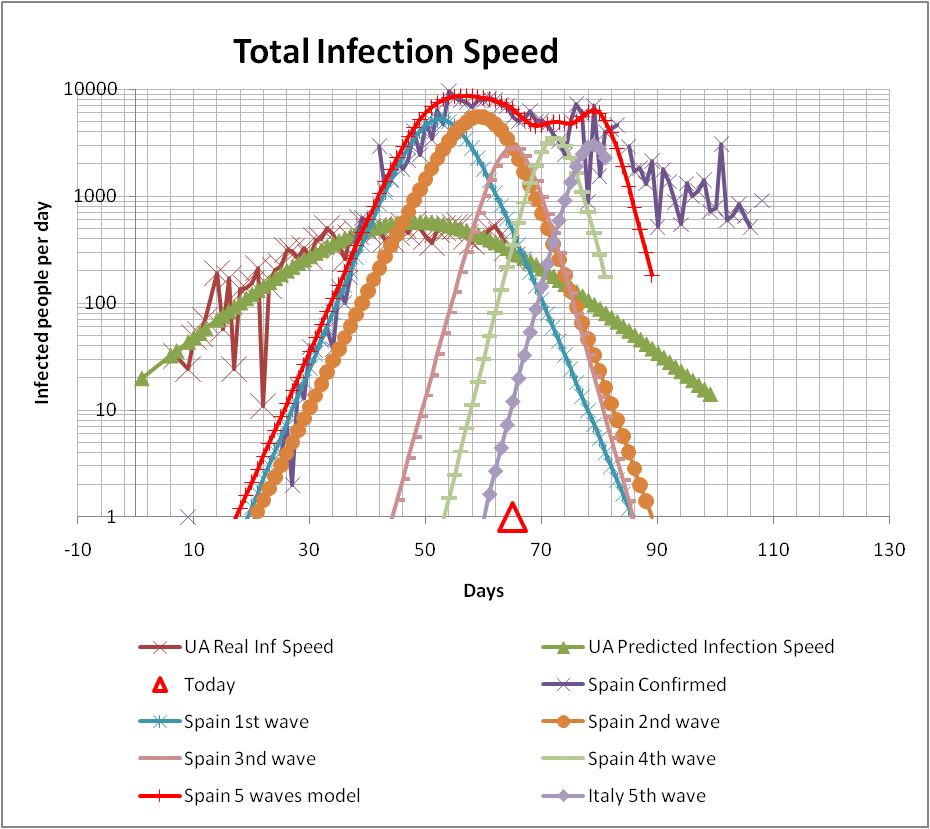 Total Infection Speed
10000
1000
100
10
1
Infected people per day
-10 10 30 50 70 90 110 130
Days
UA Real Inf Speed
UA Predicted Infection Speed
Today
Spain Confirmed
Spain 1st wave
Spain 2nd wave
Spain 3nd wave
Spain 4th wave
Spain 5 waves model
Italy 5th wave